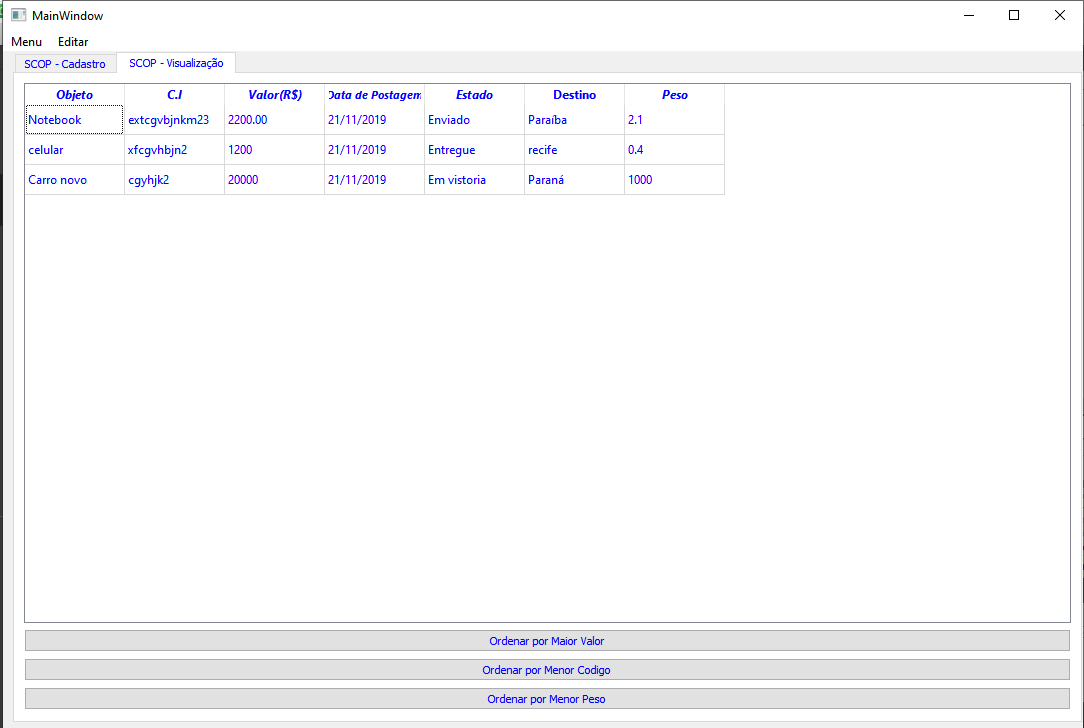 MainWindow
Menu Editar
SCOP - Cadastro SCOP - Visualização
Objeto C.I Valor(R$) Data de Postagem Estado Destino Peso
Notebook extcgvbjnkm23 2200.00 21/11/2019 Enviado Paraíba 2.1
celular xfcgvhbjn2 1200 21/11/2019 Entregue recife 0.4
Carro novo cgyhjk2 20000 21/11/2019 Em vistoria Paraná 1000
Ordenar por Maior Valor
Ordenar por Menor Codigo
Ordenar por Menor Peso